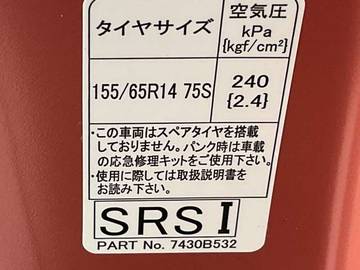 タイヤサイズ
空気圧
kPa
{kgf/cm²}
155/65R14 75S
240
{2.4}
・この車両はスペアタイヤを搭載
しておりません。パンク時は車載
の応急修理キットをご使用下さい。
・使用に際しては取扱説明書を
お読み下さい。
SRS I
PART No. 7430B532